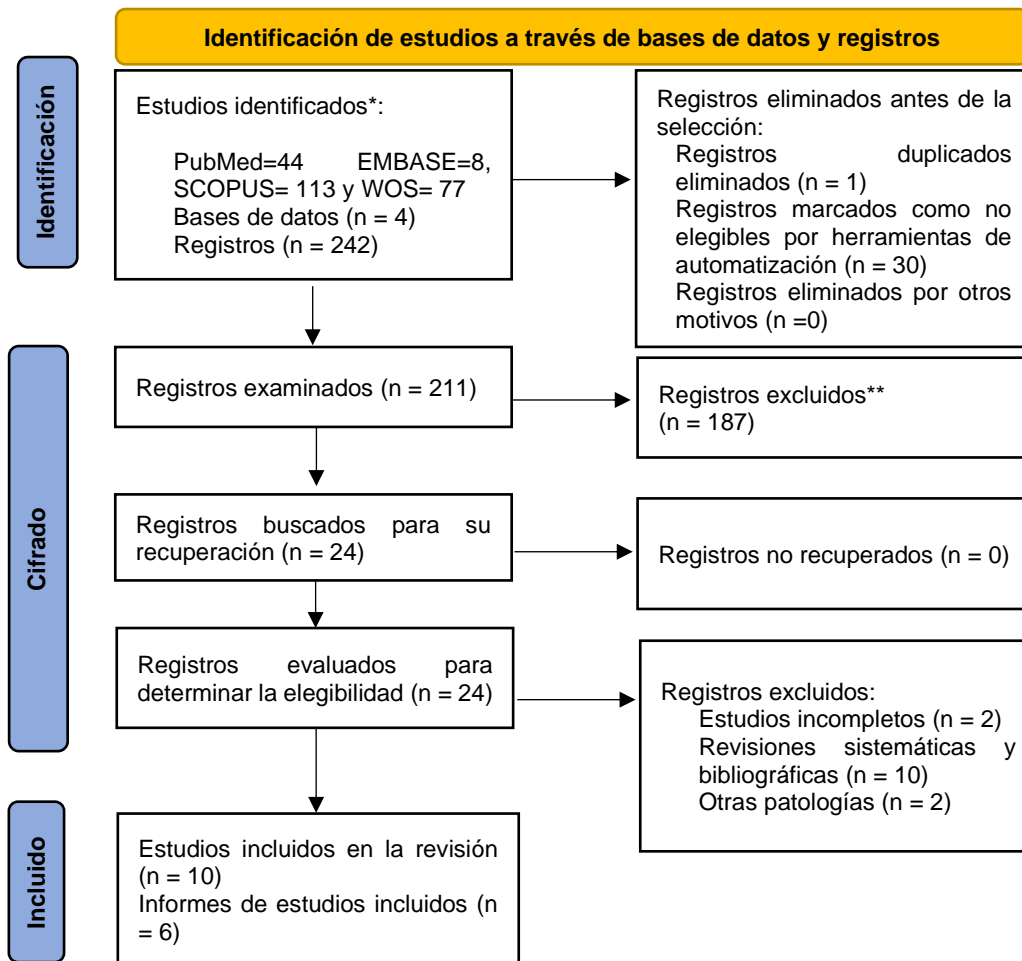 Identificación de estudios a través de bases de datos y registros
Identificación
Estudios identificados*:
PubMed=44 EMBASE=8,
SCOPUS= 113 y WOS= 77
Bases de datos (n = 4)
Registros (n = 242)
Registros eliminados antes de la
selección:
Registros duplicados
eliminados (n = 1)
Registros marcados como no
elegibles por herramientas de
automatización (n = 30)
Registros eliminados por otros
motivos (n =0)
Cifrado
Registros examinados (n = 211)
Registros excluidos**
(n = 187)
Registros buscados para su
recuperación (n = 24)
Registros no recuperados (n = 0)
Registros evaluados para
determinar la elegibilidad (n = 24)
Registros excluidos:
Estudios incompletos (n = 2)
Revisiones sistemáticas y
bibliográficas (n = 10)
Otras patologías (n = 2)
Incluido
Estudios incluidos en la revisión
(n = 10)
Informes de estudios incluidos (n
= 6)